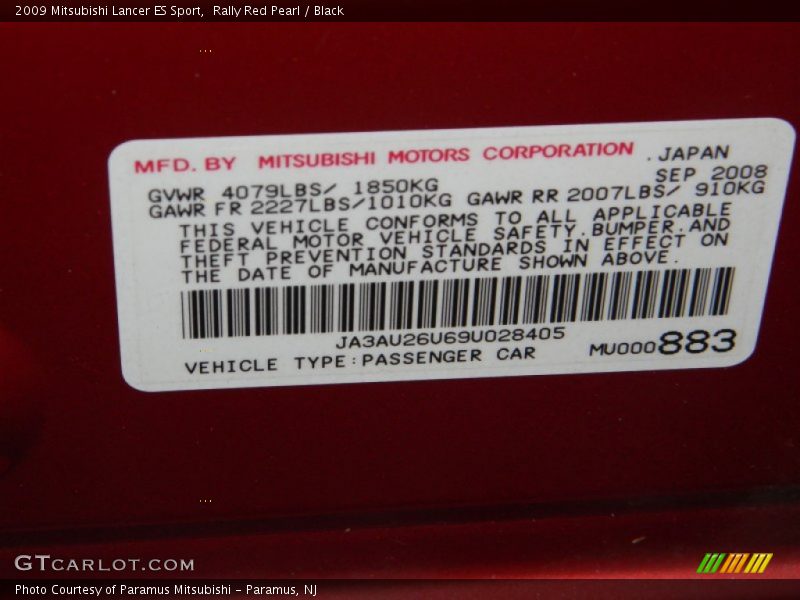 2009 Mitsubishi Lancer ES Sport, Rally Red Pearl / Black
MFD. BY MITSUBISHI MOTORS CORPORATION .JAPAN
SEP 2008
GVWR 4079LBS/ 1850KG
GAWR FR 2227LBS/1010KG GAWR RR 2007LBS/ 910KG
THIS VEHICLE CONFORMS TO ALL APPLICABLE
FEDERAL MOTOR VEHICLE SAFETY.BUMPER.AND
THEFT PREVENTION STANDARDS IN EFFECT ON
THE DATE OF MANUFACTURE SHOWN ABOVE.
JA3AU26U69U028405
VEHICLE TYPE:PASSENGER CAR MU000883
GTCARLOT.COM
Photo Courtesy of Paramus Mitsubishi - Paramus, NJ